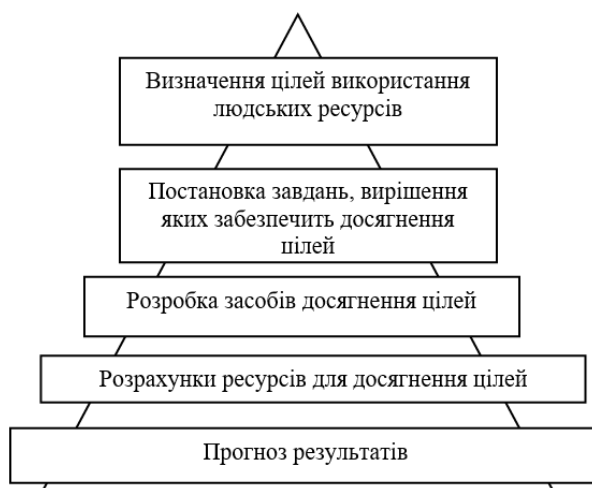 Визначення цілей використання
людських ресурсів
Постановка завдань, вирішення
яких забезпечить досягнення
цілей
Розробка засобів досягнення цілей
Розрахунки ресурсів для досягнення цілей
Прогноз результатів